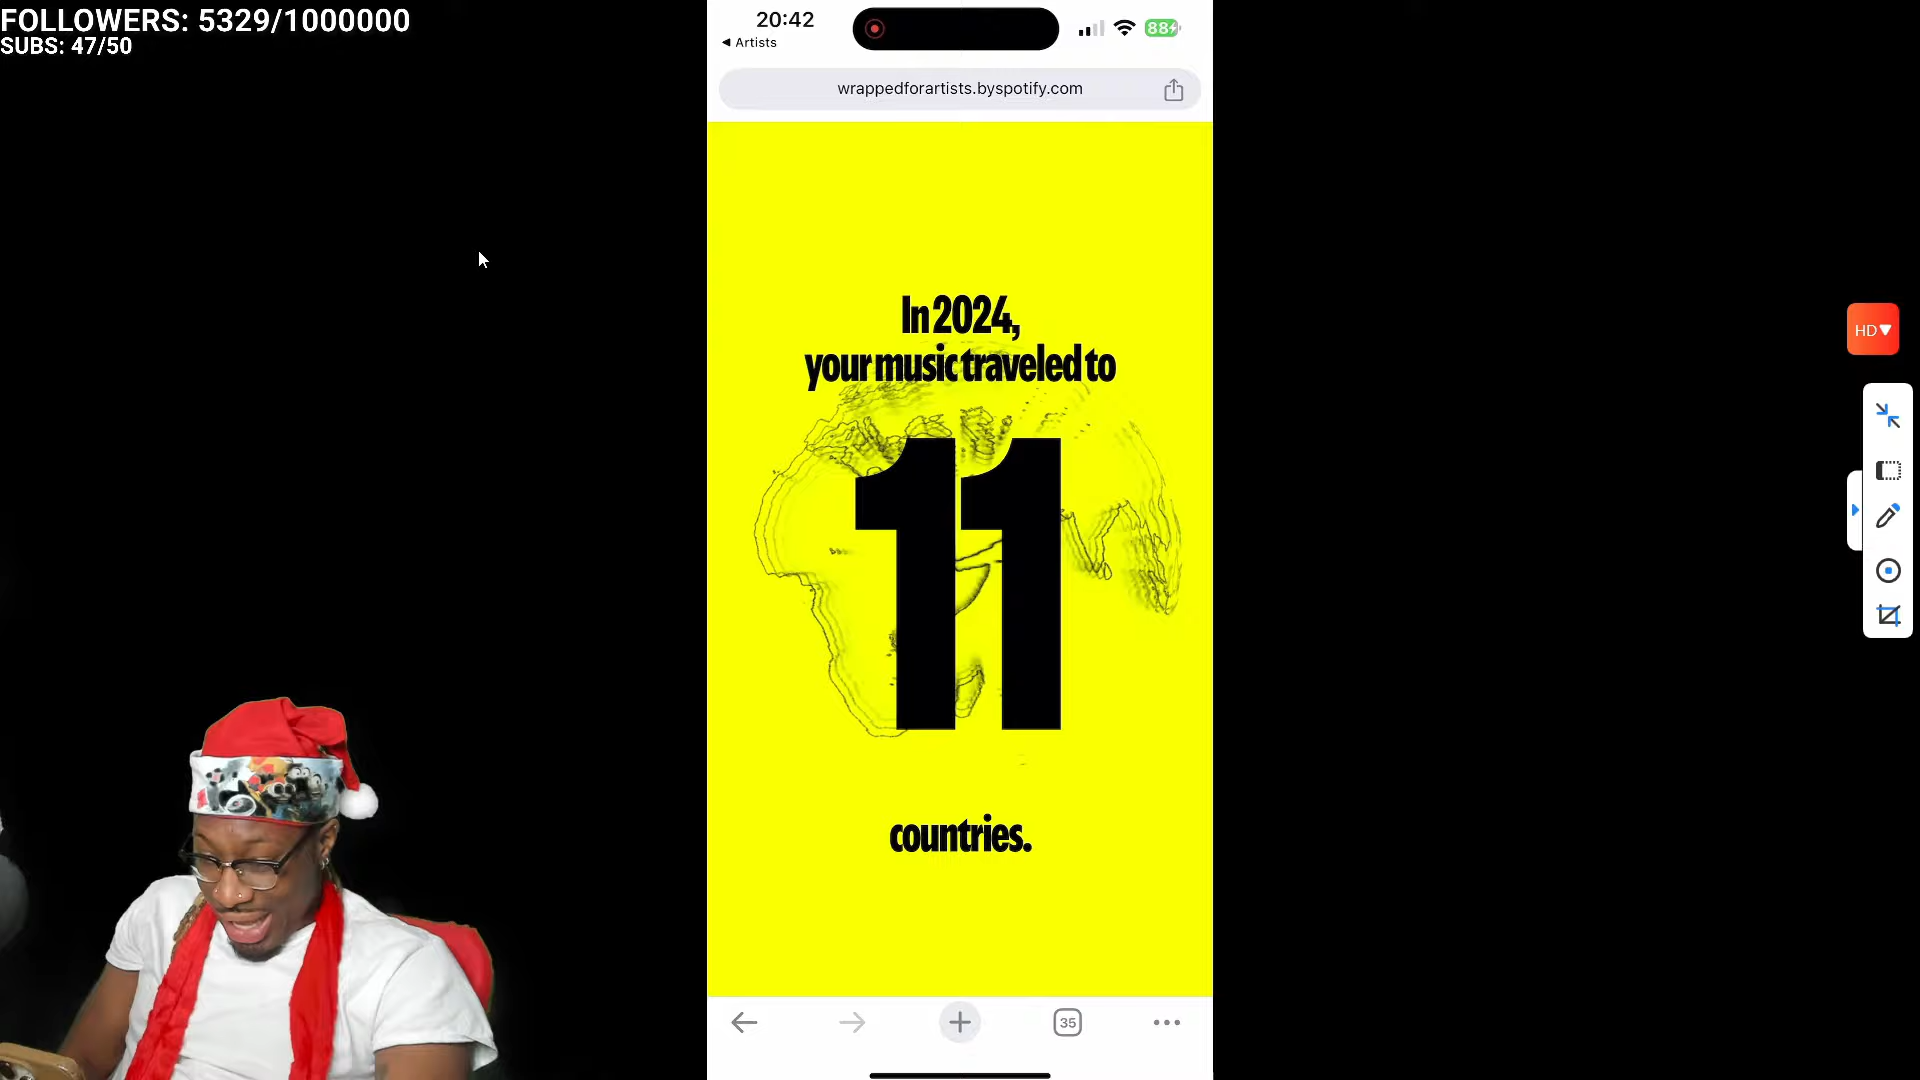 FOLLOWERS: 5329/1000000
SUBS: 47/50
20:42
88
Artists
wrappedforartists.byspotify.com
In 2024,
your music traveled to
11
countries.
35
HD